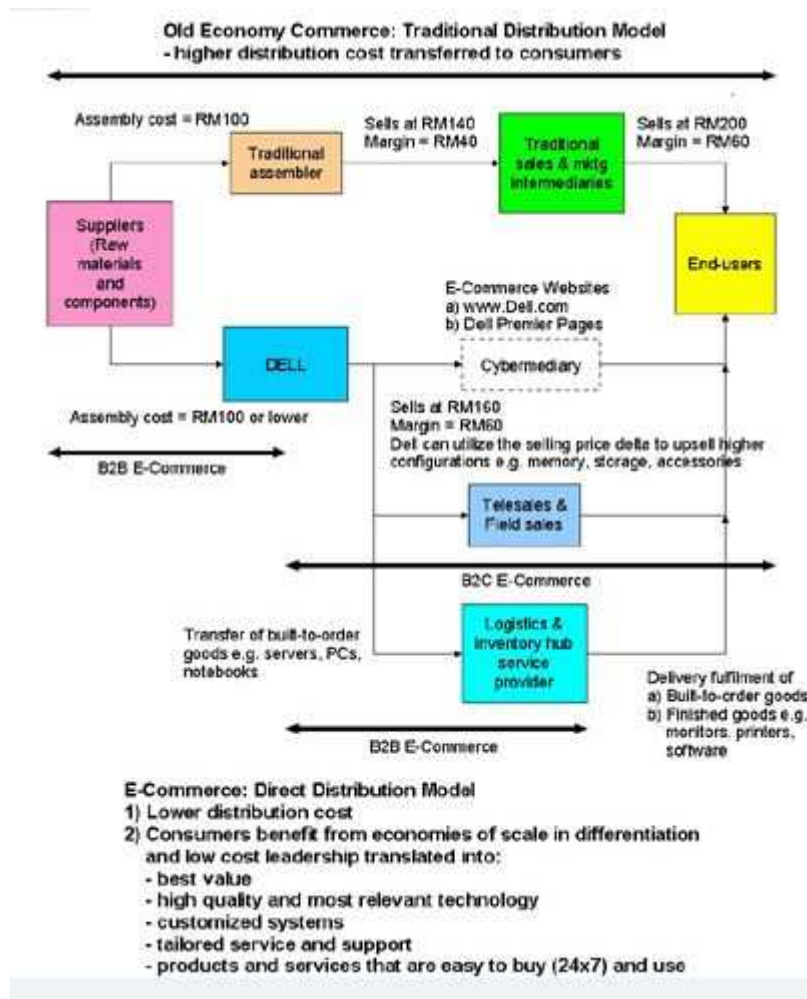 Old Economy Commerce: Traditional Distribution Model
- higher distribution cost transferred to consumers
Assembly cost = RM100
Sells at RM140
Margin = RM40
Sells at RM200
Margin = RM60
Traditional
assembler
Traditional
sales & mktg
intermediaries
Suppliers
(Raw
materials
and
components)
End-users
E-Commerce Websites
a) www.Dell.com
b) Dell Premier Pages
DELL
Cybermediary
Assembly cost = RM100 or lower
Sells at RM160
Margin = RM60
Dell can utilize the selling price delta to upsell higher
configurations e.g. memory, storage, accessories
B2B E-Commerce
Telesales &
Field sales
B2C E-Commerce
Transfer of built-to-order
goods e.g. servers, PCs,
notebooks
Logistics &
inventory hub
service
provider
Delivery fulfilment of
a) Built-to-order goods
b) Finished goods e.g.
monitors, printers,
software
B2B E-Commerce
E-Commerce: Direct Distribution Model
1) Lower distribution cost
2) Consumers benefit from economies of scale in differentiation
and low cost leadership translated into:
- best value
- high quality and most relevant technology
- customized systems
- tailored service and support
- products and services that are easy to buy (24x7) and use